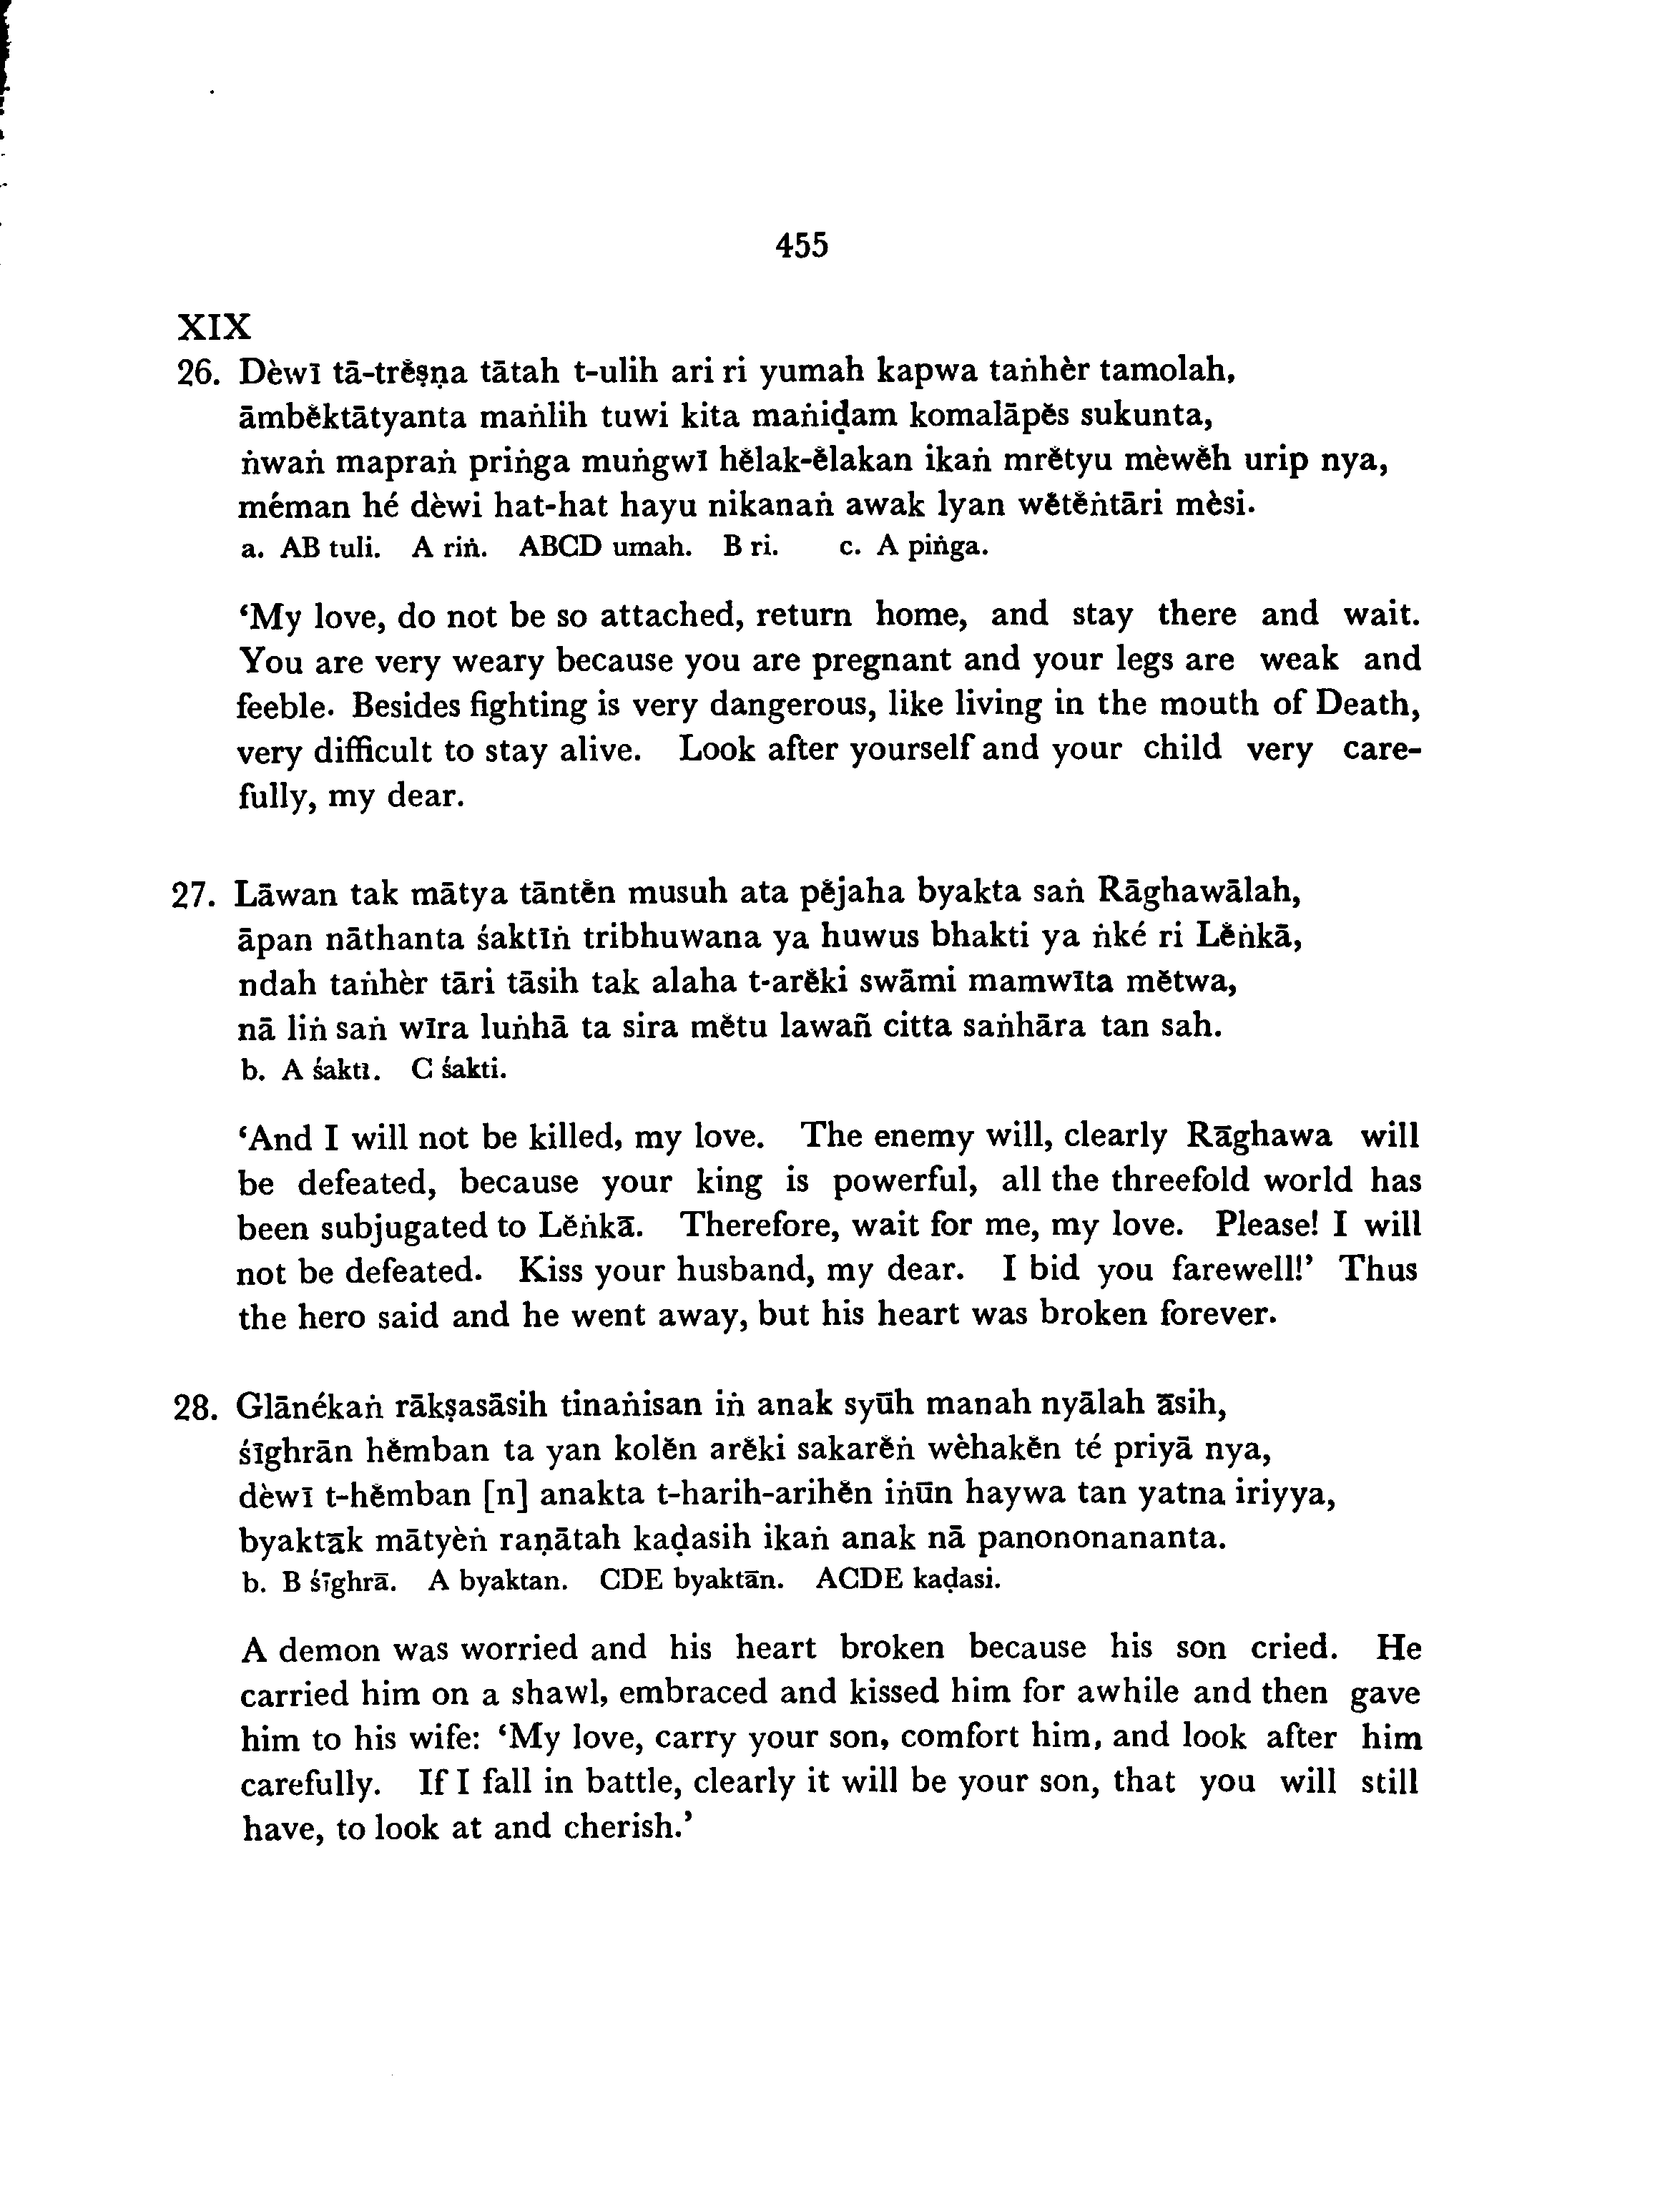 455
XIX
26. Dèwī tā-trĕṣṇa tātah t-ulih ari ri yumah kapwa taṅhèr tamolah,
āmbĕktātyanta maṅlih tuwi kita maṅiḍam komalāpĕs sukunta,
ṅwaṅ mapraṅ priṅga muṅgwī hĕlak-ĕlakan ikaṅ mrĕtyu mèwĕh urip nya,
méman hé dèwi hat-hat hayu nikanaṅ awak lyan wĕtĕṅtāri mèsi.
a. AB tuli. A riṅ. ABCD umah. B ri. c. A piṅga.
‘My love, do not be so attached, return home, and stay there and wait.
You are very weary because you are pregnant and your legs are weak and
feeble. Besides fighting is very dangerous, like living in the mouth of Death,
very difficult to stay alive. Look after yourself and your child very care-
fully, my dear.
27. Lāwan tak mātya tāntĕn musuh ata pĕjaha byakta saṅ Rāghawālah,
āpan nāthanta śaktīṅ tribhuwana ya huwus bhakti ya ṅké ri Lĕṅkā,
ndah taṅhèr tāri tāsih tak alaha t-arĕki swāmi mamwīta mĕtwa,
nā liṅ saṅ wīra luṅhā ta sira mĕtu lawañ citta saṅhāra tan sah.
b. A śaktı. C śakti.
‘And I will not be killed, my love. The enemy will, clearly Rāghawa will
be defeated, because your king is powerful, all the threefold world has
been subjugated to Lĕṅkā. Therefore, wait for me, my love. Please! I will
not be defeated. Kiss your husband, my dear. I bid you farewell!’ Thus
the hero said and he went away, but his heart was broken forever.
28. Glānékaṅ rākṣasāsih tinaṅisan iṅ anak syūh manah nyālah āsih,
śīghrān hĕmban ta yan kolĕn arĕki sakarĕṅ wèhakĕn té priyā nya,
dèwī t-hĕmban [n] anakta t-harih-arihĕn iṅūn haywa tan yatna iriyya,
byaktāk mātyèṅ raṇātah kaḍasih ikaṅ anak nā panononananta.
b. B śīghrā. A byaktan. CDE byaktān. ACDE kaḍasi.
A demon was worried and his heart broken because his son cried. He
carried him on a shawl, embraced and kissed him for awhile and then gave
him to his wife: ‘My love, carry your son, comfort him, and look after him
carefully. If I fall in battle, clearly it will be your son, that you will still
have, to look at and cherish.’